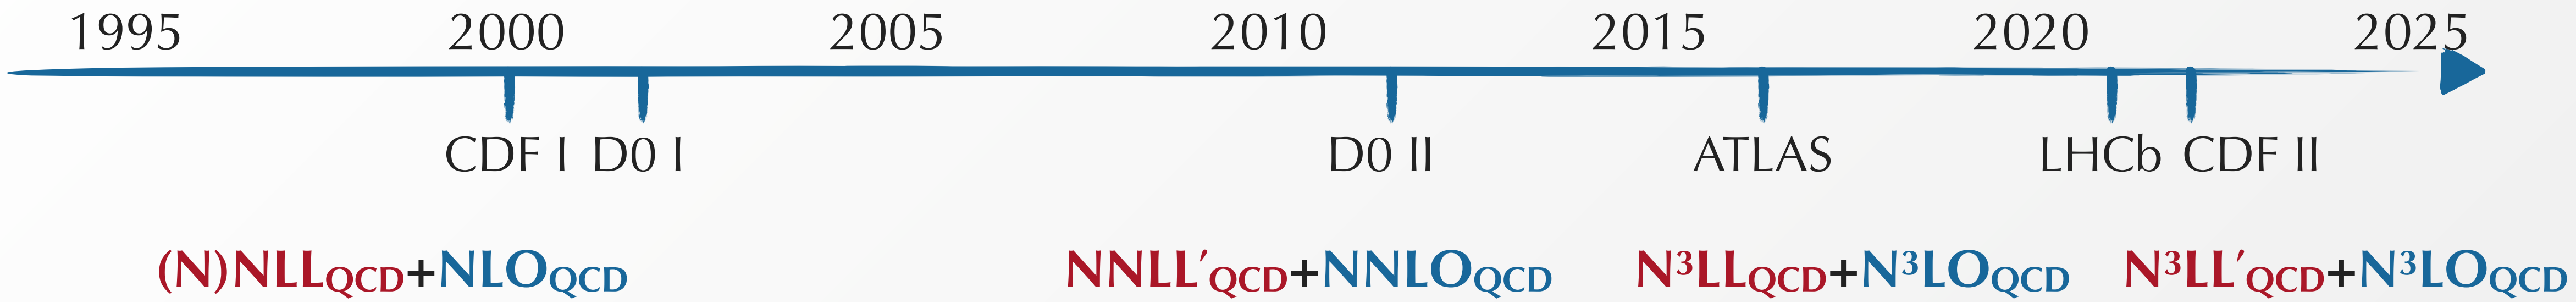 1995 2000 2005 2010 2015 2020 2025
CDF I D0 I D0 II ATLAS LHCb CDF II
(N)NLL_QCD+NLO_QCD NNLL′_QCD+NNLO_QCD N³LL_QCD+N³LO_QCD N³LL′_QCD+N³LO_QCD